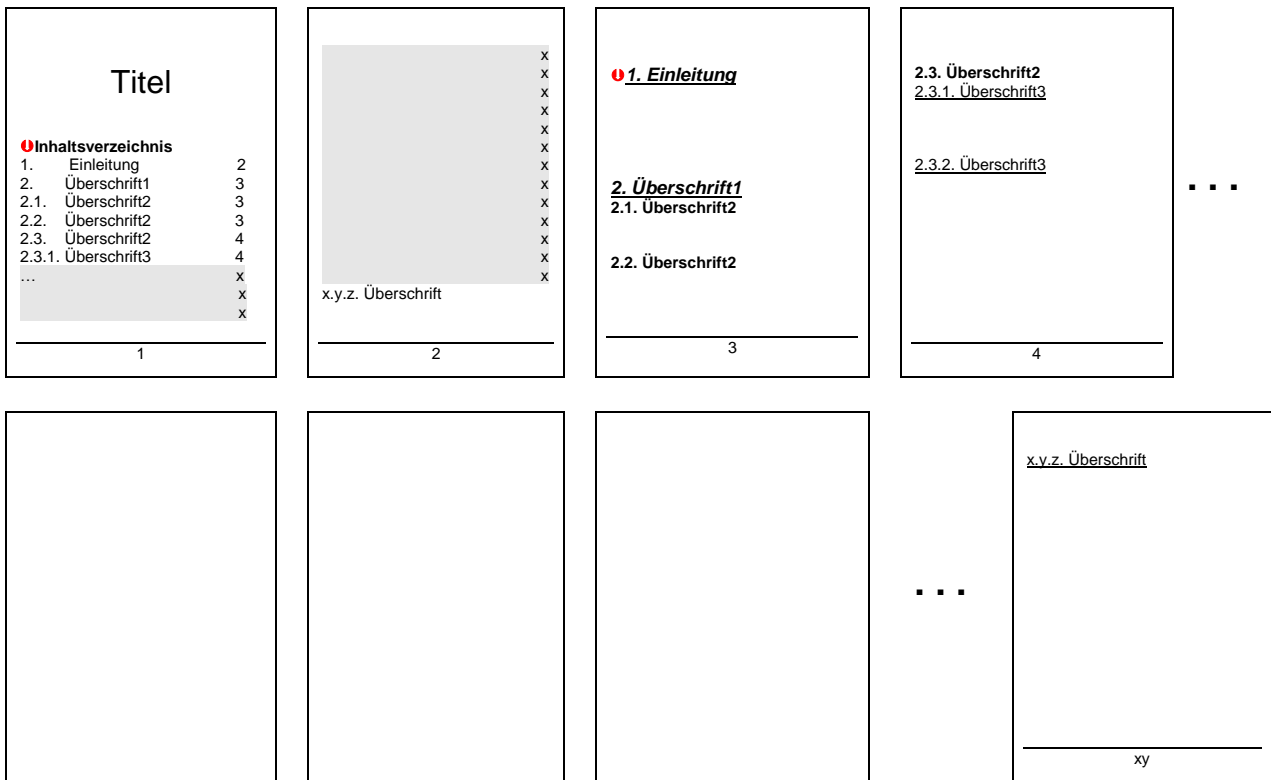 Titel
Inhaltsverzeichnis
1. Einleitung 2
2. Überschrift1 3
2.1. Überschrift2 3
2.2. Überschrift2 3
2.3. Überschrift2 4
2.3.1. Überschrift3 4
... x
x
x
1
x
x
x
x
x
x
x
x
x
x
x
x
x
x.y.z. Überschrift
2
1. Einleitung
2. Überschrift1
2.1. Überschrift2
2.2. Überschrift2
3
2.3. Überschrift2
2.3.1. Überschrift3
2.3.2. Überschrift3
4
. . .
. . .
x.y.z. Überschrift
xy